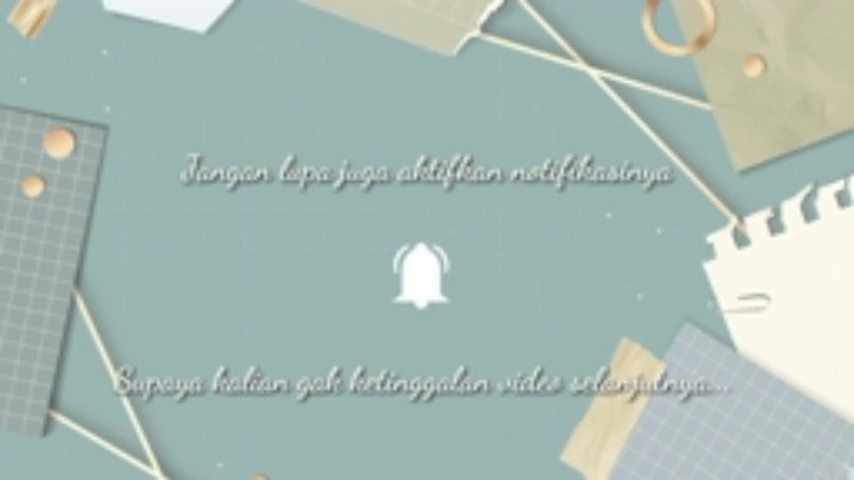 Jangan lupa juga aktifkan notifikasinya
Supaya kalian gak ketinggalan video selanjutnya...